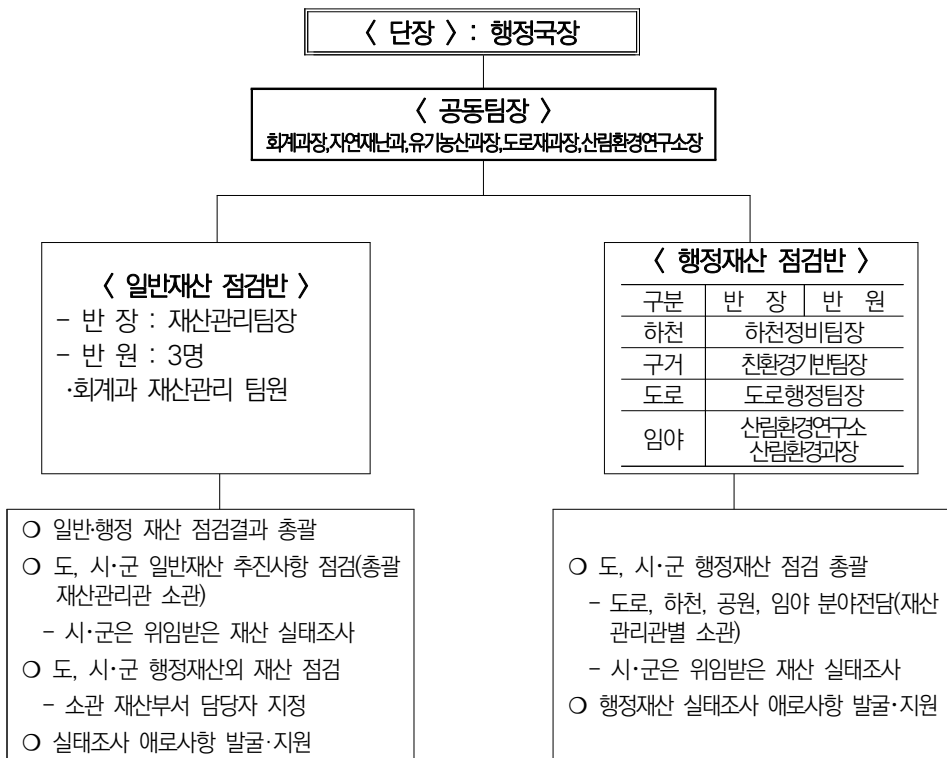 〈 단장 〉 : 행정국장
〈 공동팀장 〉
회계과장,자연재난과,유기농산과장,도로재과장,산림환경연구소장
〈 일반재산 점검반 〉
- 반 장 : 재산관리팀장
- 반 원 : 3명
·회계과 재산관리 팀원
〈 행정재산 점검반 〉
구분 반 장 반 원
하천 하천정비팀장
구거 친환경기반팀장
도로 도로행정팀장
임야 산림환경연구소
산림환경과장
❍ 일반·행정 재산 점검결과 총괄
❍ 도, 시·군 일반재산 추진사항 점검(총괄
재산관리관 소관)
- 시·군은 위임받은 재산 실태조사
❍ 도, 시·군 행정재산외 재산 점검
- 소관 재산부서 담당자 지정
❍ 실태조사 애로사항 발굴·지원
❍ 도, 시·군 행정재산 점검 총괄
- 도로, 하천, 공원, 임야 분야전담(재산
관리관별 소관)
- 시·군은 위임받은 재산 실태조사
❍ 행정재산 실태조사 애로사항 발굴·지원